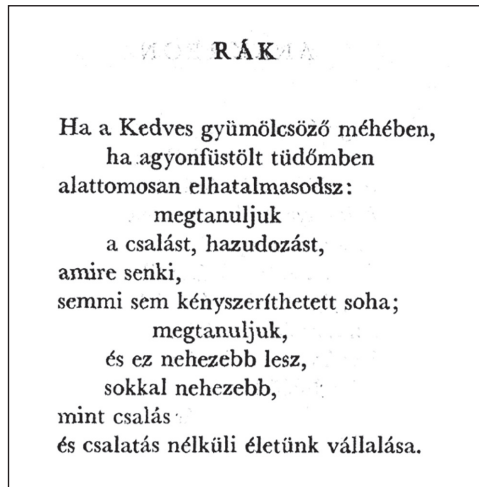 RÁK
Ha a Kedves gyümölcsöző méhében,
ha agyonfüstölt tüdőmben
alattomosan elhatalmasodsz:
megtanuljuk
a csalást, hazudozást,
amire senki,
semmi sem kényszeríthetett soha;
megtanuljuk,
és ez nehezebb lesz,
sokkal nehezebb,
mint csalás
és csalatás nélküli életünk vállalása.